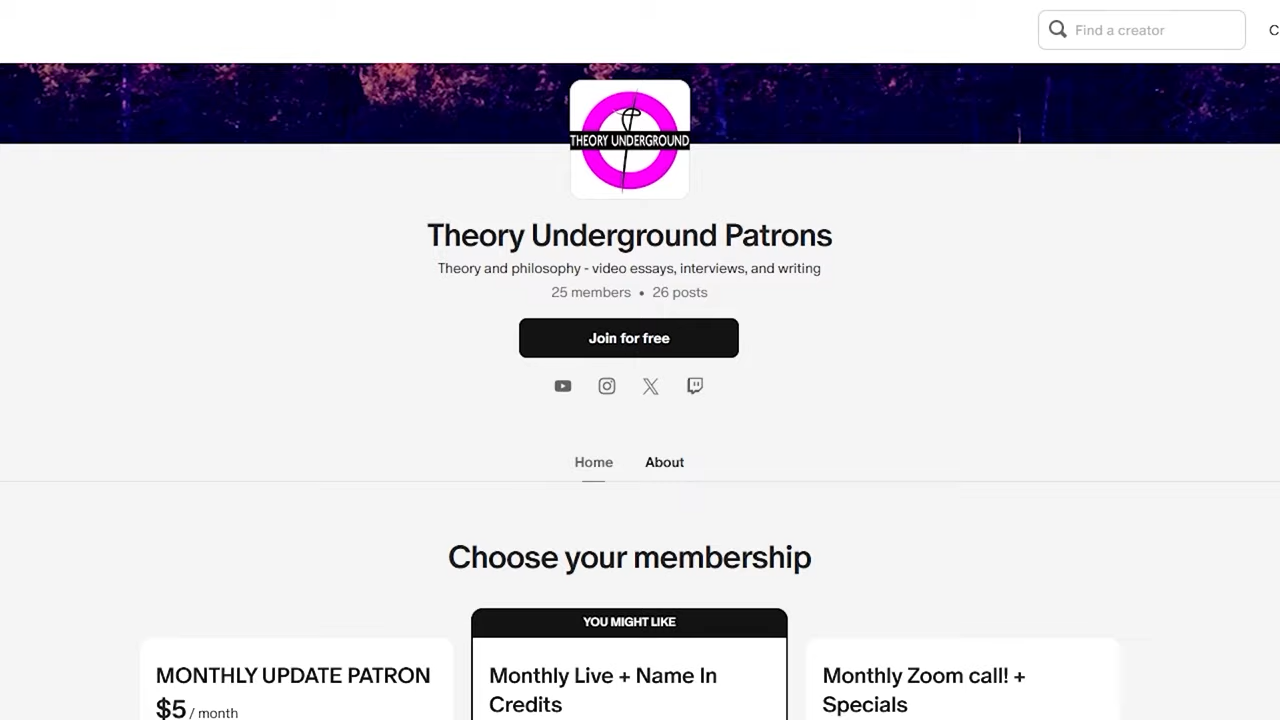 Find a creator
C
THEORY UNDERGROUND
Theory Underground Patrons
Theory and philosophy - video essays, interviews, and writing
25 members • 26 posts
Join for free
Home About
Choose your membership
YOU MIGHT LIKE
MONTHLY UPDATE PATRON
$5 / month
Monthly Live + Name In
Credits
Monthly Zoom call! +
Specials